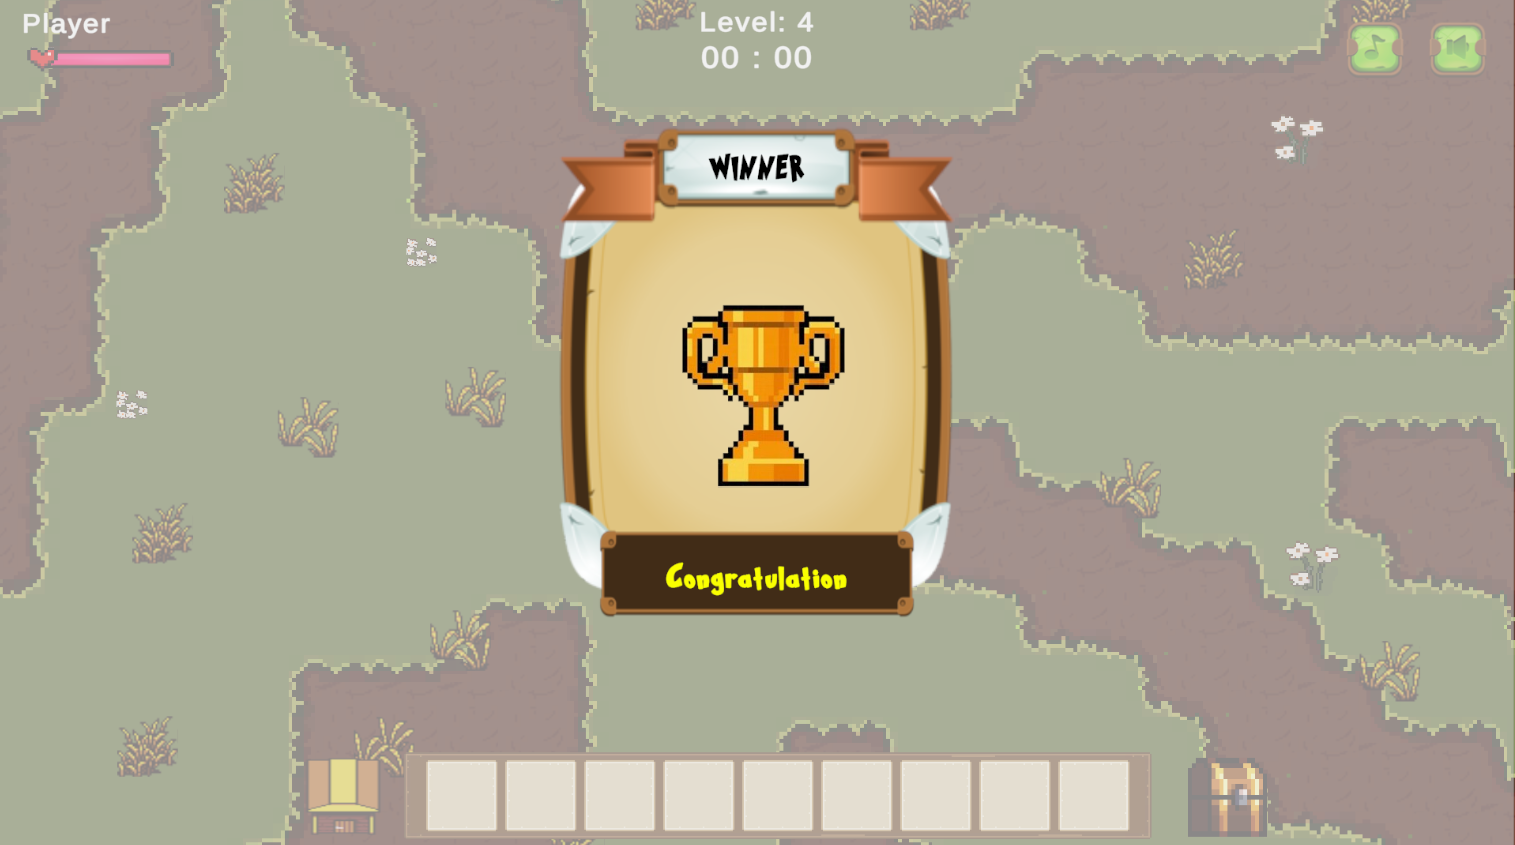 Player
Level: 4
00 : 00
WINNER
Congratulation